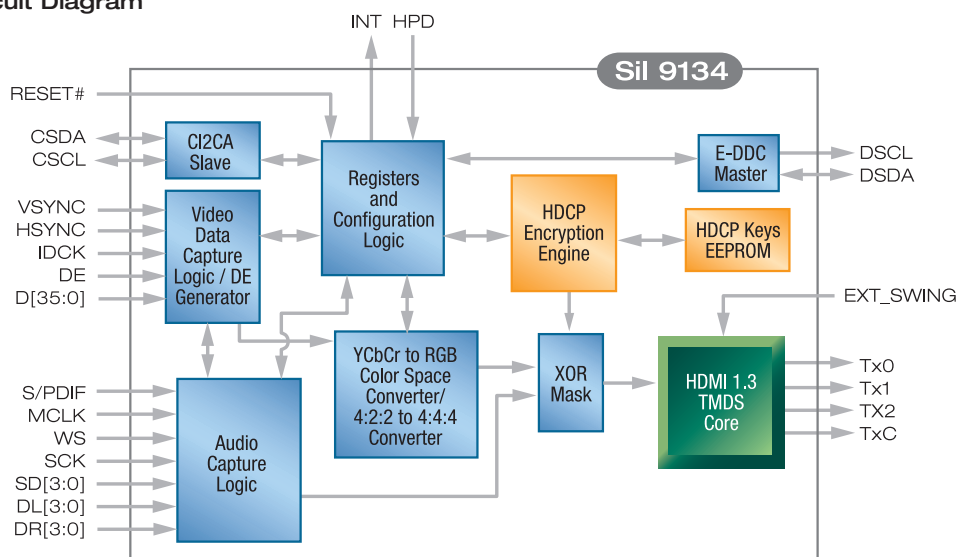 cuit Diagram
INT HPD
Sil 9134
RESET#
CSDA
CSCL
CI2CA
Slave
Registers
and
Configuration
Logic
E-DDC
Master
DSCL
DSDA
VSYNC
HSYNC
IDCK
DE
D[35:0]
Video
Data
Capture
Logic / DE
Generator
HDCP
Encryption
Engine
HDCP Keys
EEPROM
EXT_SWING
YCbCr to RGB
Color Space
Converter/
4:2:2 to 4:4:4
Converter
XOR
Mask
HDMI 1.3
TMDS
Core
Tx0
Tx1
TX2
TxC
S/PDIF
MCLK
WS
SCK
SD[3:0]
DL[3:0]
DR[3:0]
Audio
Capture
Logic